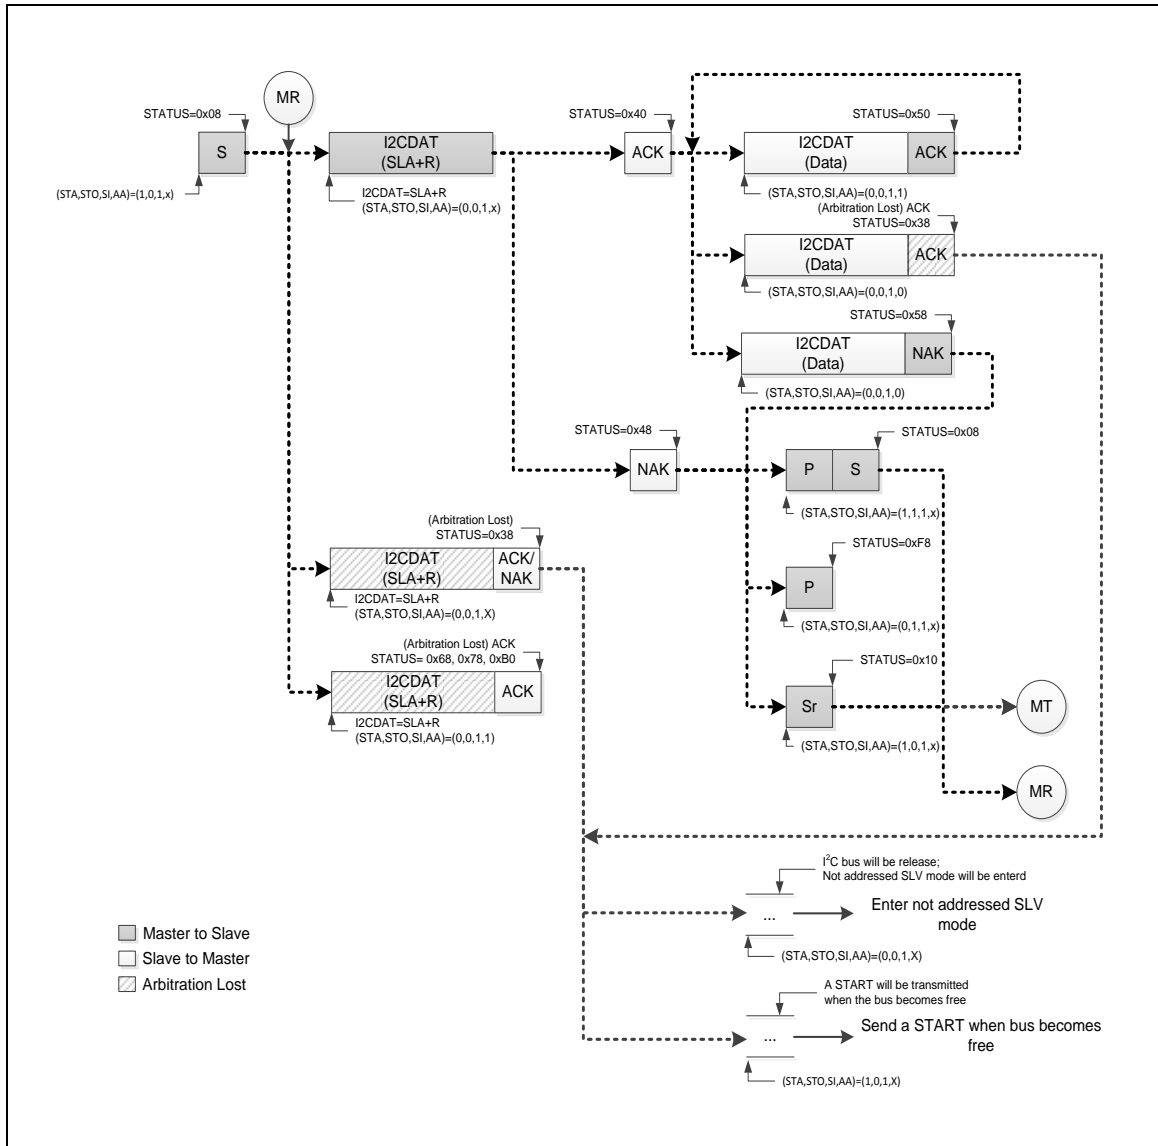 STATUS=0x08
MR
S
(STA,STO,SI,AA)=(1,0,1,x)
I2CDAT
(SLA+R)
I2CDAT=SLA+R
(STA,STO,SI,AA)=(0,0,1,x)
STATUS=0x40
ACK
STATUS=0x50
I2CDAT
(Data)
ACK
(STA,STO,SI,AA)=(0,0,1,1)
(Arbitration Lost) ACK
STATUS=0x38
I2CDAT
(Data)
ACK
(STA,STO,SI,AA)=(0,0,1,0)
STATUS=0x58
I2CDAT
(Data)
NAK
(STA,STO,SI,AA)=(0,0,1,0)
STATUS=0x48
NAK
STATUS=0x08
P
S
(STA,STO,SI,AA)=(1,1,1,x)
(Arbitration Lost)
STATUS=0x38
I2CDAT
(SLA+R)
ACK/
NAK
I2CDAT=SLA+R
(STA,STO,SI,AA)=(0,0,1,X)
STATUS=0xF8
P
(STA,STO,SI,AA)=(0,1,1,x)
(Arbitration Lost) ACK
STATUS= 0x68, 0x78, 0xB0
I2CDAT
(SLA+R)
ACK
I2CDAT=SLA+R
(STA,STO,SI,AA)=(0,0,1,1)
STATUS=0x10
Sr
(STA,STO,SI,AA)=(1,0,1,x)
MT
MR
I²C bus will be release;
Not addressed SLV mode will be enterd
...
Enter not addressed SLV
mode
(STA,STO,SI,AA)=(0,0,1,X)
Master to Slave
Slave to Master
Arbitration Lost
A START will be transmitted
when the bus becomes free
...
Send a START when bus becomes
free
(STA,STO,SI,AA)=(1,0,1,X)